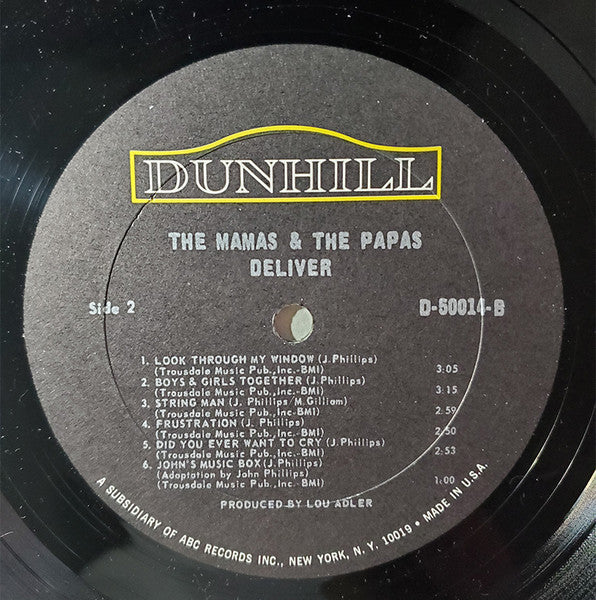 DUNHILL
THE MAMAS & THE PAPAS
DELIVER
Side 2 D-50014-B
1. LOOK THROUGH MY WINDOW (J. Phillips)
(Trousdale Music Pub., Inc.-BMI) 3:05
2. BOYS & GIRLS TOGETHER (J. Phillips)
(Trousdale Music Pub., Inc.-BMI) 3:15
3. STRING MAN (J. Phillips/M. Gilliam)
(Trousdale Music Pub., Inc.-BMI) 2:59
4. FRUSTRATION (J. Phillips)
(Trousdale Music Pub., Inc.-BMI) 2:50
5. DID YOU EVER WANT TO CRY (J. Phillips)
(Trousdale Music Pub., Inc.-BMI) 2:53
6. JOHN'S MUSIC BOX (J. Phillips)
(Adaptation by John Phillips)
(Trousdale Music Pub., Inc.-BMI) 1:00
PRODUCED BY LOU ADLER
A SUBSIDIARY OF ABC RECORDS INC., NEW YORK, N. Y. 10019 • MADE IN U.S.A.